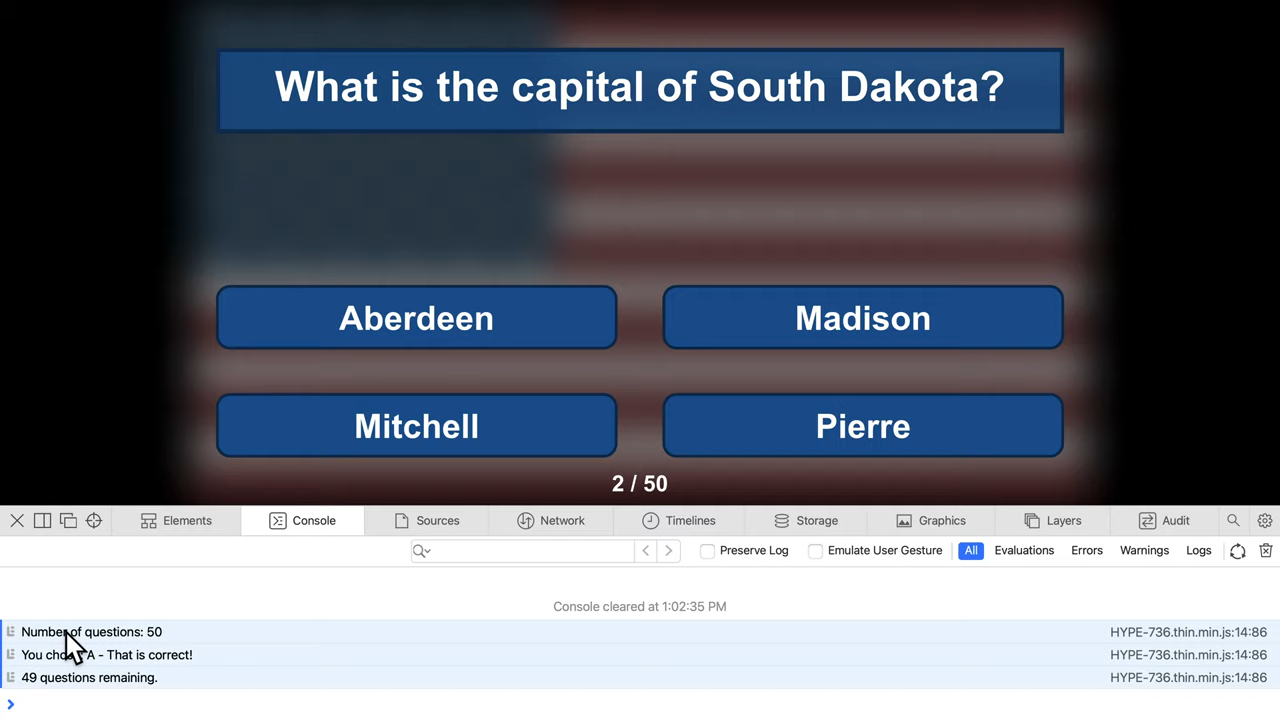 What is the capital of South Dakota?
Aberdeen
Madison
Mitchell
Pierre
2 / 50
Elements
Console
Sources
Network
Timelines
Storage
Graphics
Layers
Audit
Preserve Log
Emulate User Gesture
All
Evaluations
Errors
Warnings
Logs
Console cleared at 1:02:35 PM
Number of questions: 50 HYPE-736.thin.min.js:14:86
You A - That is correct! HYPE-736.thin.min.js:14:86
49 questions remaining. HYPE-736.thin.min.js:14:86